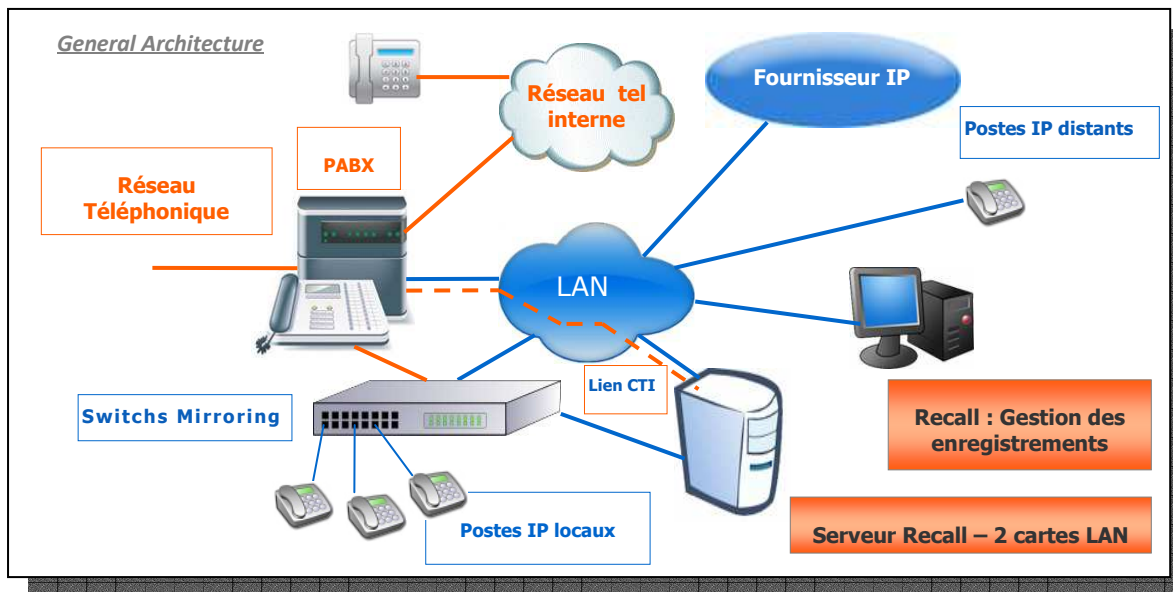 General Architecture
Réseau tel
interne
Fournisseur IP
Postes IP distants
PABX
Réseau
Téléphonique
LAN
Lien CTI
Switchs Mirroring
Recall : Gestion des
enregistrements
Postes IP locaux
Serveur Recall – 2 cartes LAN